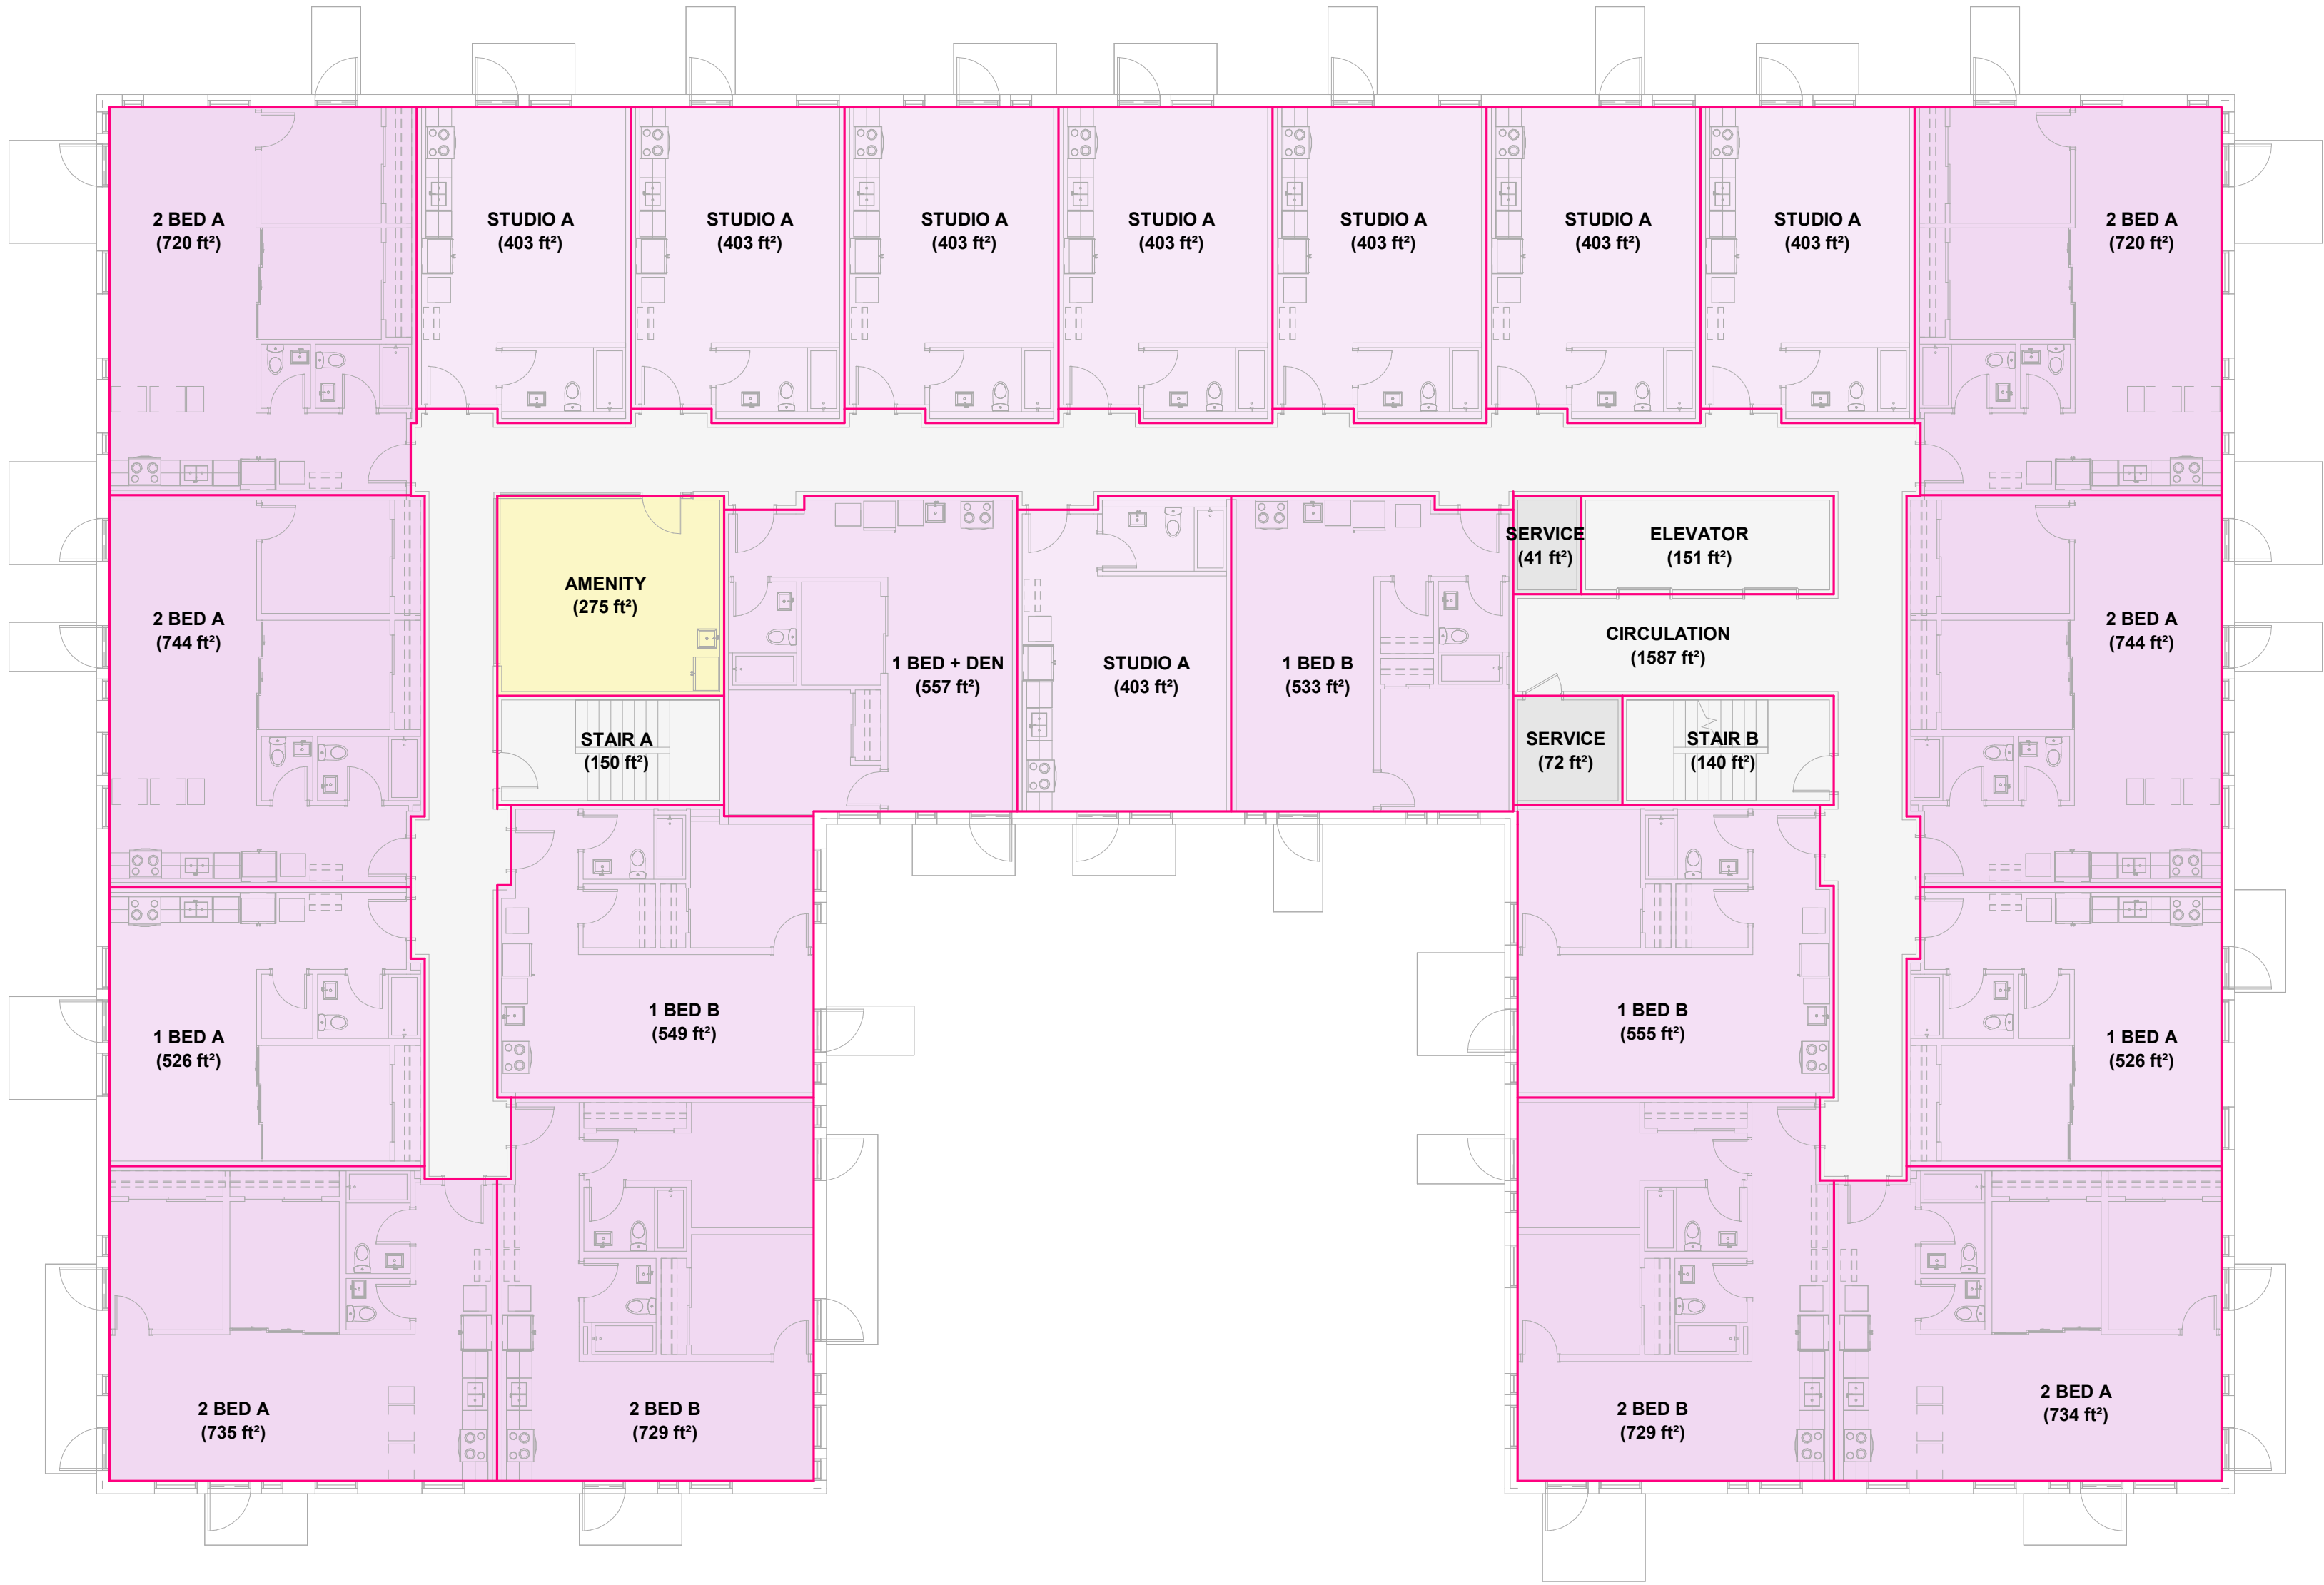 2 BED A
(720 ft²)
STUDIO A
(403 ft²)
STUDIO A
(403 ft²)
STUDIO A
(403 ft²)
STUDIO A
(403 ft²)
STUDIO A
(403 ft²)
STUDIO A
(403 ft²)
STUDIO A
(403 ft²)
2 BED A
(720 ft²)
2 BED A
(744 ft²)
AMENITY
(275 ft²)
1 BED + DEN
(557 ft²)
STUDIO A
(403 ft²)
1 BED B
(533 ft²)
SERVICE
(41 ft²)
ELEVATOR
(151 ft²)
CIRCULATION
(1587 ft²)
2 BED A
(744 ft²)
STAIR A
(150 ft²)
SERVICE
(72 ft²)
STAIR B
(140 ft²)
1 BED A
(526 ft²)
1 BED B
(549 ft²)
1 BED B
(555 ft²)
1 BED A
(526 ft²)
2 BED A
(735 ft²)
2 BED B
(729 ft²)
2 BED B
(729 ft²)
2 BED A
(734 ft²)